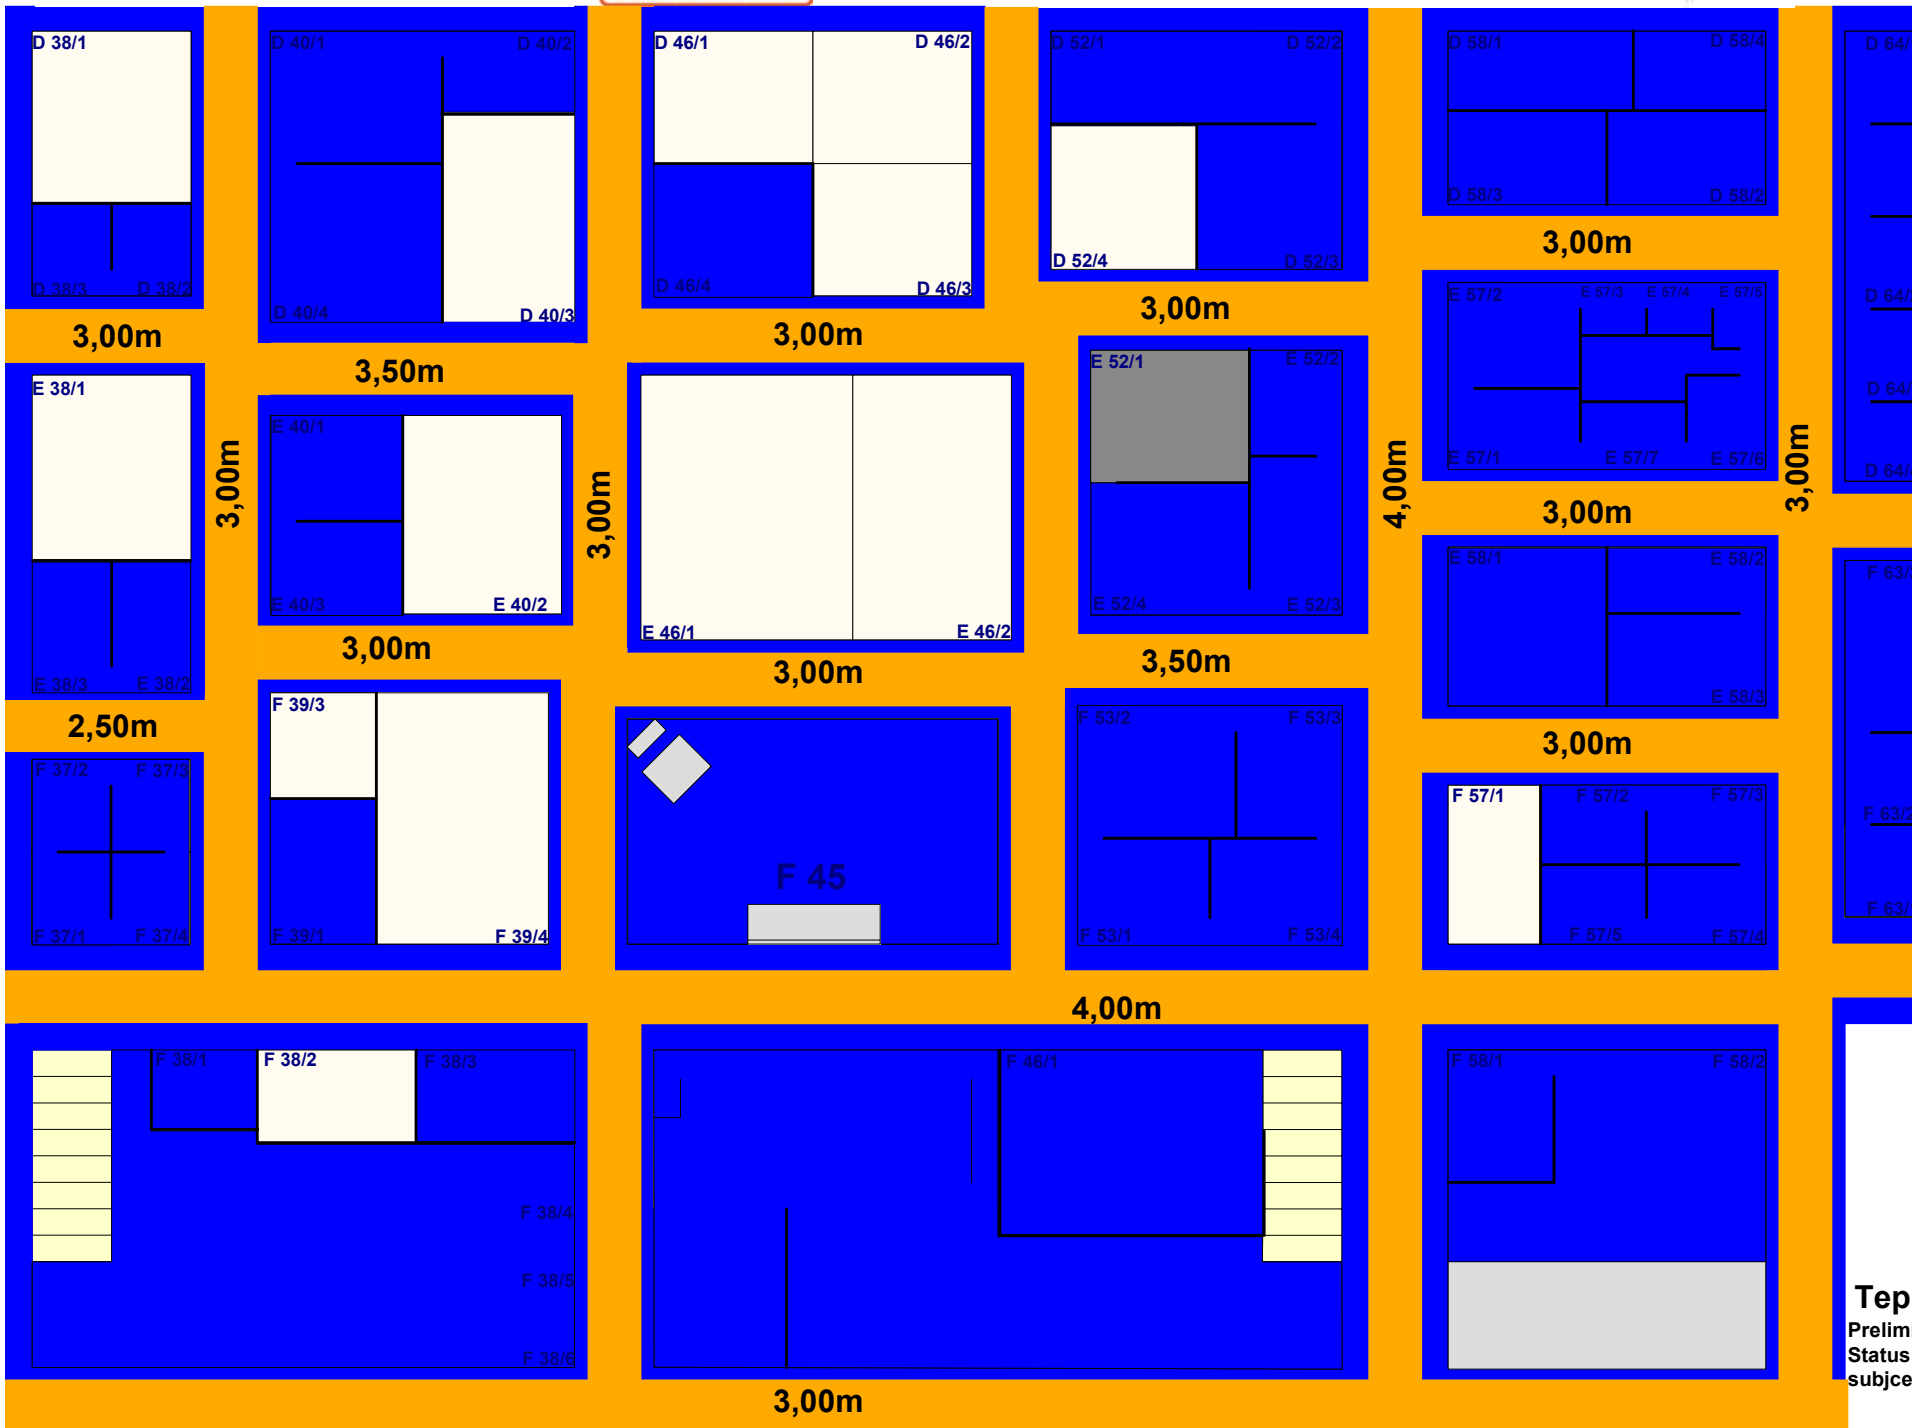 D 38/1
D 40/1
D 40/2
D 46/1
D 46/2
D 52/1
D 52/2
D 58/1
D 58/4
D 38/3
D 38/2
D 40/4
D 40/3
D 46/4
D 46/3
D 52/4
D 52/3
D 58/3
D 58/2
3,00m
3,50m
3,00m
3,00m
3,00m
E 57/2
E 57/3
E 57/4
E 57/5
E 57/1
E 57/7
E 57/6
E 38/1
E 40/1
E 52/1
E 52/2
3,00m
3,00m
4,00m
3,00m
3,00m
E 40/3
E 40/2
E 46/1
E 46/2
E 52/4
E 52/3
E 58/1
E 58/2
E 58/3
E 38/3
E 38/2
3,00m
3,00m
3,50m
2,50m
3,00m
F 37/2
F 37/3
F 39/3
F 53/2
F 53/3
F 57/1
F 57/2
F 57/3
F 45
F 37/1
F 37/4
F 39/1
F 39/4
F 53/1
F 53/4
F 57/5
F 57/4
4,00m
F 38/1
F 38/2
F 38/3
F 46/1
F 58/1
F 58/2
F 38/4
F 38/5
F 38/6
3,00m
Tep
Prelimi
Status
subjce